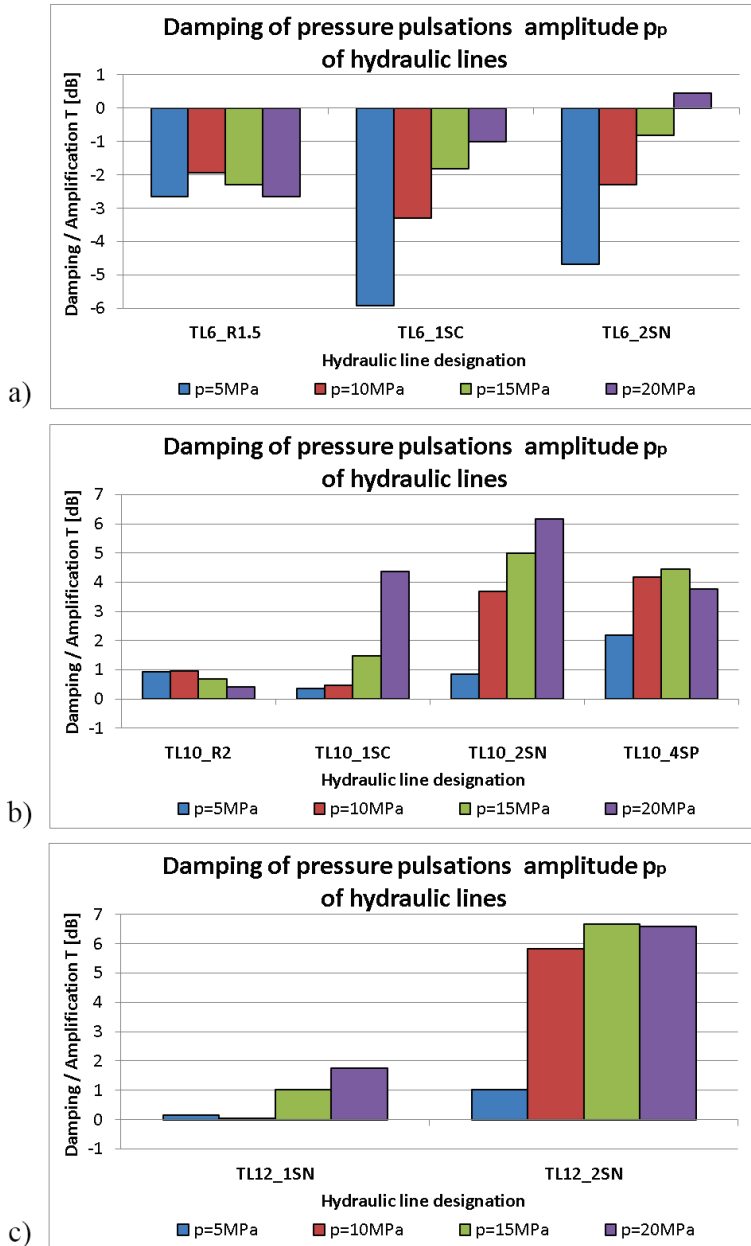 a)
Damping of pressure pulsations amplitude pp
of hydraulic lines
Damping / Amplification T [dB]
1
0
-1
-2
-3
-4
-5
-6
TL6_R1.5 TL6_1SC TL6_2SN
Hydraulic line designation
p=5MPa p=10MPa p=15MPa p=20MPa
b)
Damping of pressure pulsations amplitude pp
of hydraulic lines
Damping / Amplification T [dB]
7
6
5
4
3
2
1
0
-1
TL10_R2 TL10_1SC TL10_2SN TL10_4SP
Hydraulic line designation
p=5MPa p=10MPa p=15MPa p=20MPa
c)
Damping of pressure pulsations amplitude pp
of hydraulic lines
Damping / Amplification T [dB]
7
6
5
4
3
2
1
0
-1
TL12_1SN TL12_2SN
Hydraulic line designation
p=5MPa p=10MPa p=15MPa p=20MPa